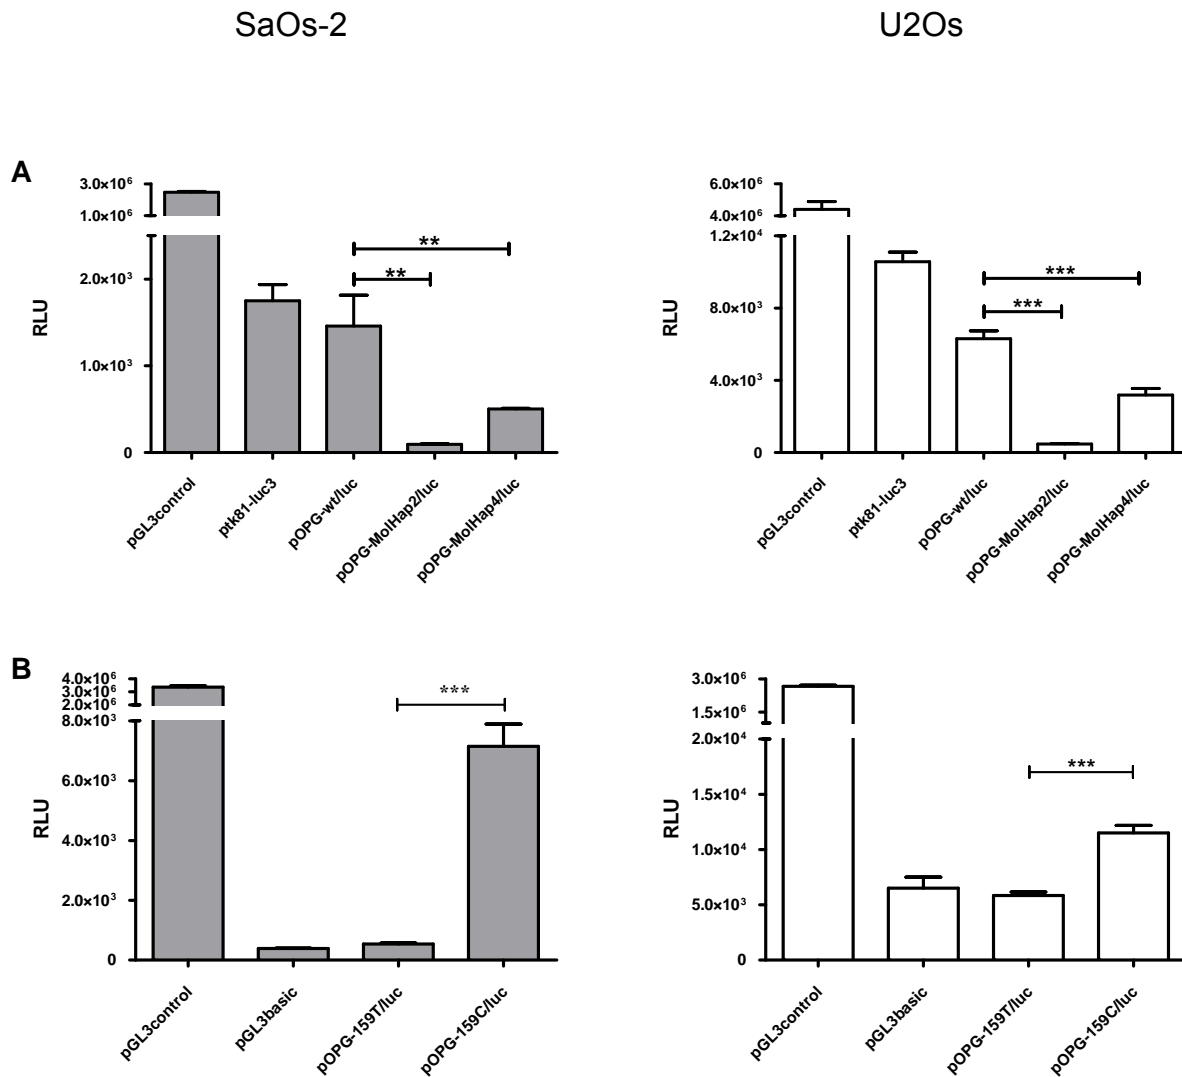 SaOs-2
U2Os
A
3.0×10⁶
1.0×10⁶
2.0×10³
1.0×10³
0
RLU
**
**
pGL3control
ptk81-luc3
pOPG-wt/luc
pOPG-MolHap2/luc
pOPG-MolHap4/luc
6.0×10⁶
4.0×10⁶
1.2×10⁴
8.0×10³
4.0×10³
0
RLU
***
***
pGL3control
ptk81-luc3
pOPG-wt/luc
pOPG-MolHap2/luc
pOPG-MolHap4/luc
B
4.0×10⁶
3.0×10⁶
2.0×10⁶
8.0×10³
6.0×10³
4.0×10³
2.0×10³
0
RLU
***
pGL3control
pGL3basic
pOPG-159T/luc
pOPG-159C/luc
3.0×10⁶
1.5×10⁶
2.0×10⁴
1.5×10⁴
1.0×10⁴
5.0×10³
0
RLU
***
pGL3control
pGL3basic
pOPG-159T/luc
pOPG-159C/luc